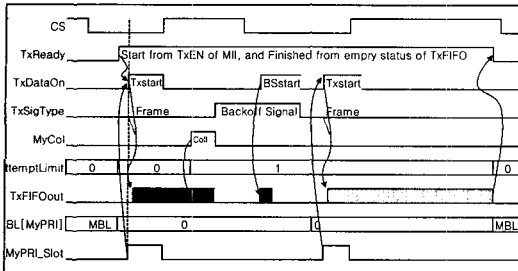 CS
TxReady Start from TxEN of MII, and Finished from empry status of TxFIFO
TxDataOn Txstart BSstart Txstart
TxSigType Frame Backoff Signal Frame
MyCol Coll
ttemptLimit 0 0 1 0
TxFIFOout
BL[MyPRI] MBL 0 0 MBL
MyPRI_Slot